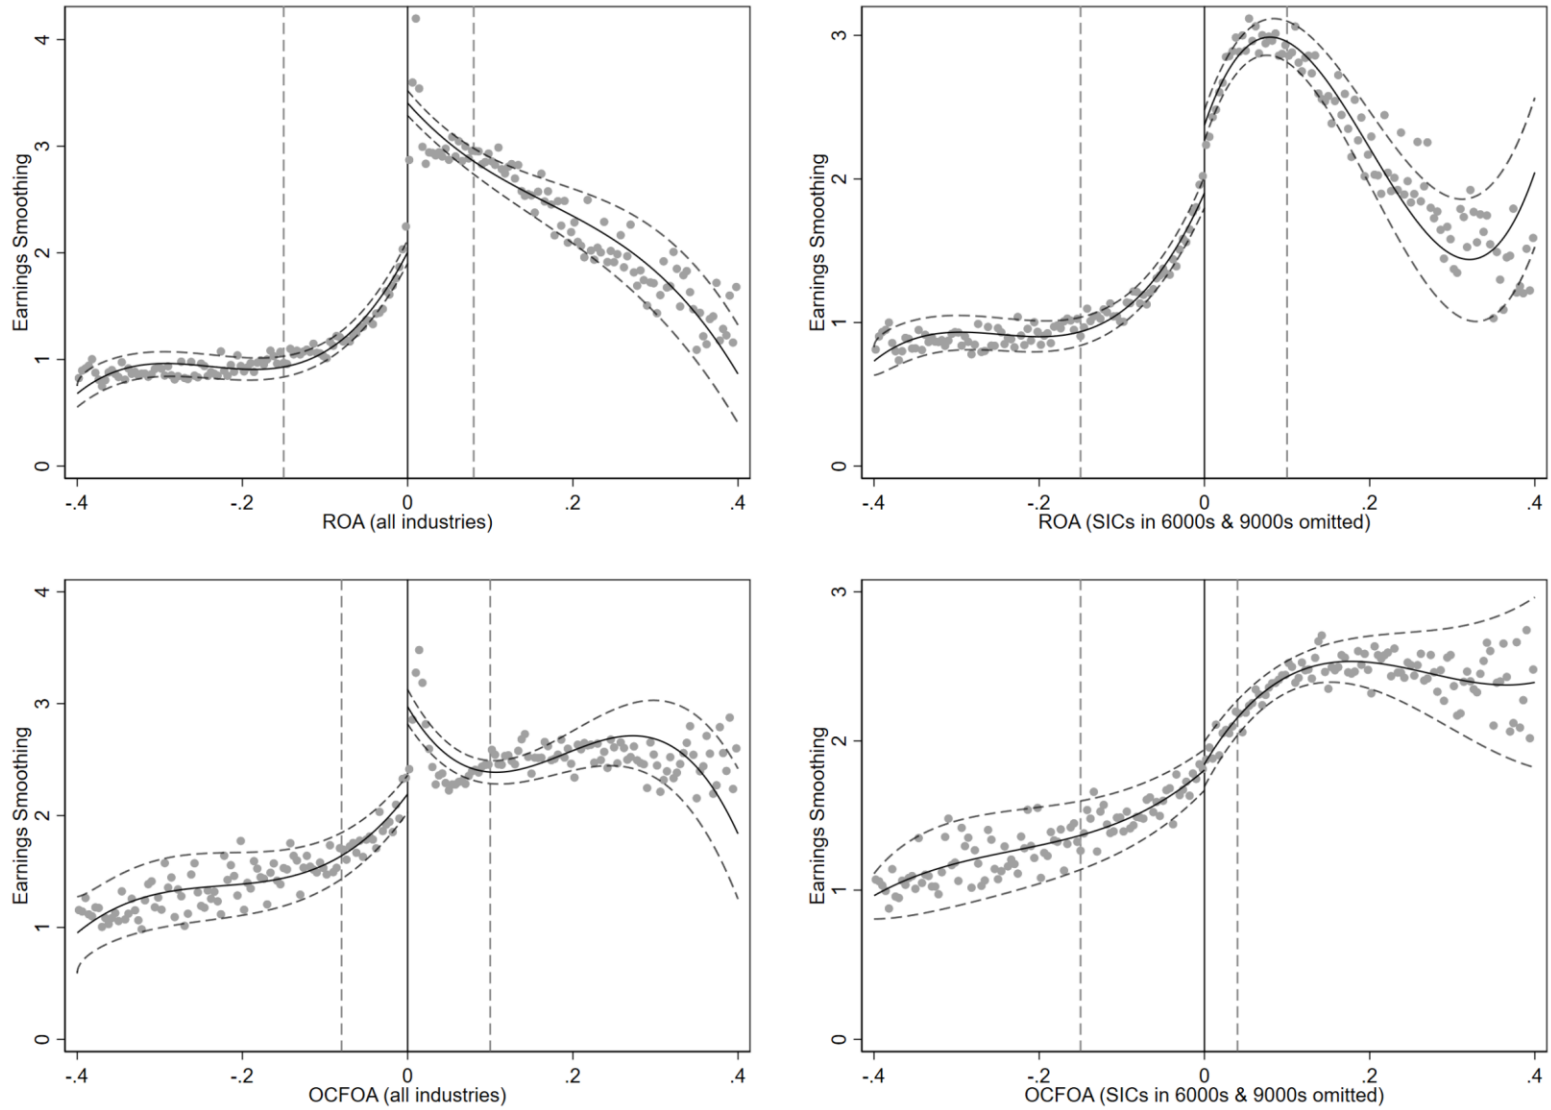 4
3
2
1
0
Earnings Smoothing
-.4 -.2 0 .2 .4
ROA (all industries)
3
2
1
0
Earnings Smoothing
-.4 -.2 0 .2 .4
ROA (SICs in 6000s & 9000s omitted)
4
3
2
1
0
Earnings Smoothing
-.4 -.2 0 .2 .4
OCFOA (all industries)
3
2
1
0
Earnings Smoothing
-.4 -.2 0 .2 .4
OCFOA (SICs in 6000s & 9000s omitted)